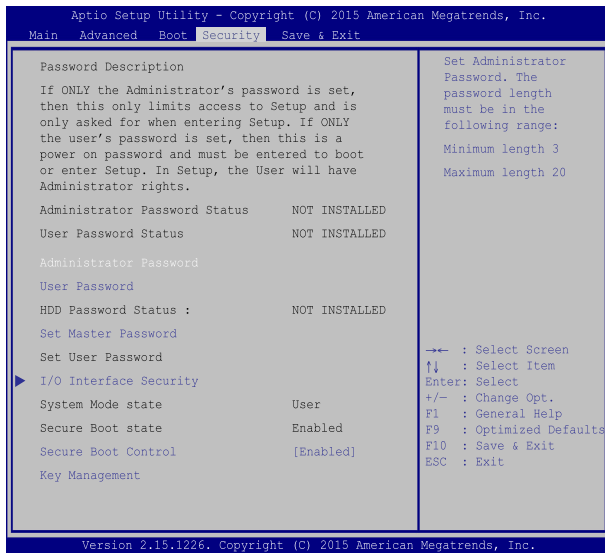 Aptio Setup Utility - Copyright (C) 2015 American Megatrends, Inc.
Main Advanced Boot Security Save & Exit
Password Description
If ONLY the Administrator's password is set,
then this only limits access to Setup and is
only asked for when entering Setup. If ONLY
the user's password is set, then this is a
power on password and must be entered to boot
or enter Setup. In Setup, the User will have
Administrator rights.
Administrator Password Status NOT INSTALLED
User Password Status NOT INSTALLED
Administrator Password
User Password
HDD Password Status : NOT INSTALLED
Set Master Password
Set User Password
I/O Interface Security
System Mode state User
Secure Boot state Enabled
Secure Boot Control [Enabled]
Key Management
Set Administrator
Password. The
password length
must be in the
following range:
Minimum length 3
Maximum length 20
→← : Select Screen
↑↓ : Select Item
Enter: Select
+/— : Change Opt.
F1 : General Help
F9 : Optimized Defaults
F10 : Save & Exit
ESC : Exit
Version 2.15.1226. Copyright (C) 2015 American Megatrends, Inc.